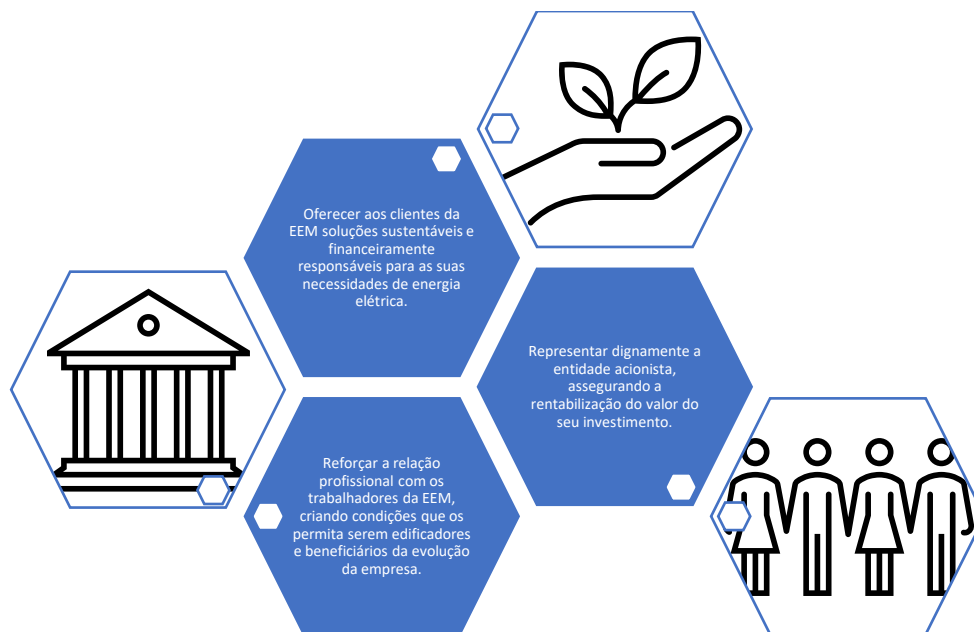 Oferecer aos clientes da
EEM soluções sustentáveis e
financeiramente
responsáveis para as suas
necessidades de energia
elétrica.
Representar dignamente a
entidade acionista,
assegurando a
rentabilização do valor do
seu investimento.
Reforçar a relação
profissional com os
trabalhadores da EEM,
criando condições que os
permita serem edificadores
e beneficiários da evolução
da empresa.